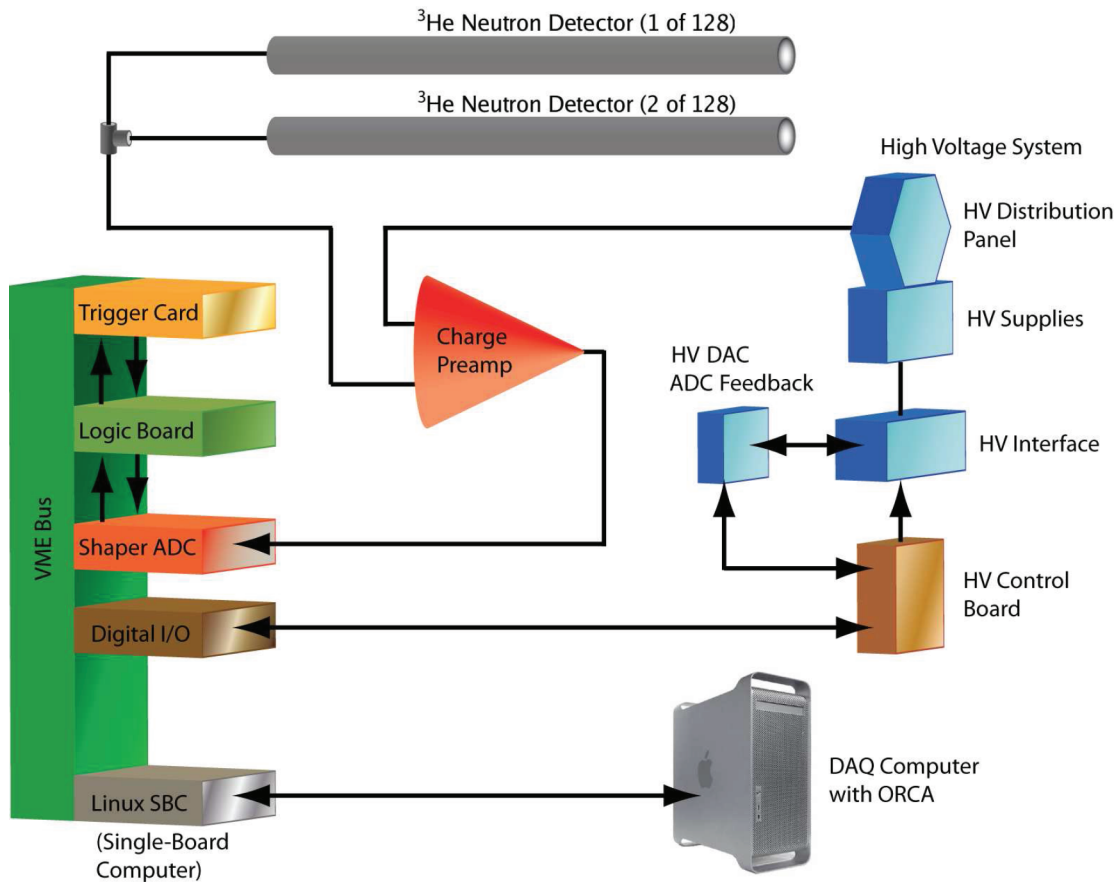 ³He Neutron Detector (1 of 128)
³He Neutron Detector (2 of 128)
High Voltage System
HV Distribution
Panel
HV Supplies
HV DAC
ADC Feedback
HV Interface
HV Control
Board
Charge
Preamp
VME Bus
Trigger Card
Logic Board
Shaper ADC
Digital I/O
Linux SBC
(Single-Board
Computer)
DAQ Computer
with ORCA